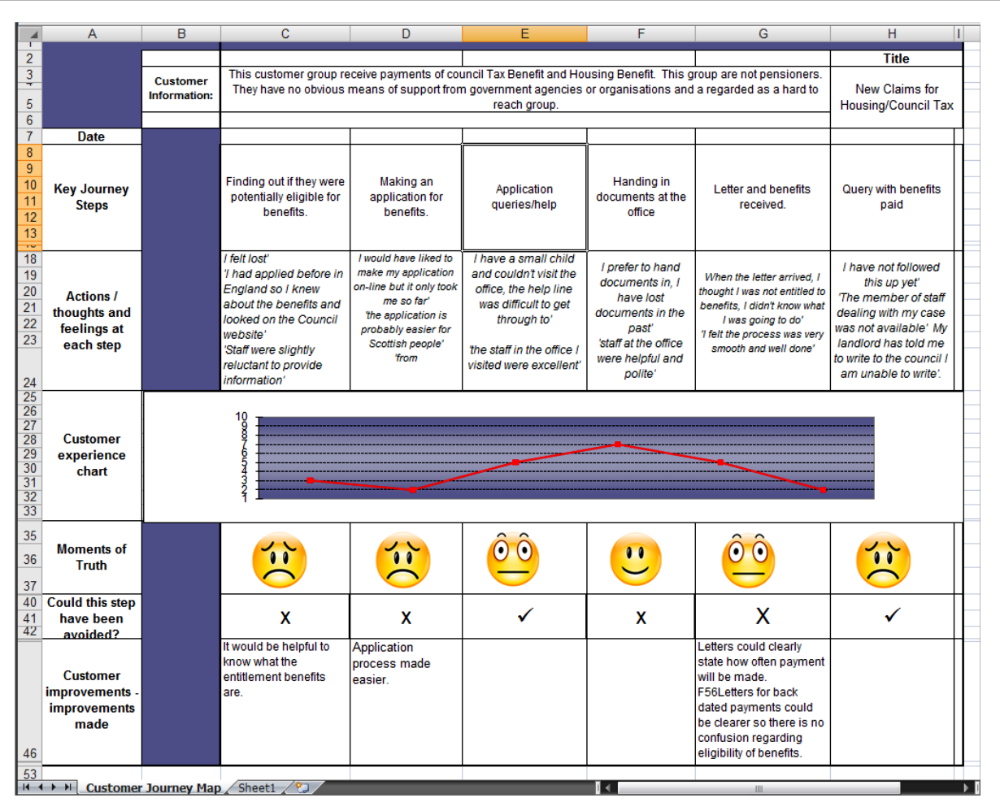 A B C D E F G H I
1
2 Title
3 Customer Information: This customer group receive payments of council Tax Benefit and Housing Benefit. This group are not pensioners.
4 They have no obvious means of support from government agencies or organisations and a regarded as a hard to
5 reach group.
New Claims for
Housing/Council Tax
6
7 Date
8
9
10
11
12
13
Key Journey
Steps
Finding out if they were
potentially eligible for
benefits.
Making an
application for
benefits.
Application
queries/help
Handing in
documents at the
office
Letter and benefits
received.
Query with benefits
paid
18
19
20
21
22
23
24
Actions /
thoughts and
feelings at
each step
I felt lost'
'I had applied before in
England so I knew
about the benefits and
looked on the Council
website'
'Staff were slightly
reluctant to provide
information'
I would have liked to
make my application
on-line but it only took
me so far'
'the application is
probably easier for
Scottish people'
'from
I have a small child
and couldn't visit the
office, the help line
was difficult to get
through to'
'the staff in the office I
visited were excellent'
I prefer to hand
documents in, I
have lost
documents in the
past'
'staff at the office
were helpful and
polite'
When the letter arrived, I
thought I was not entitled to
benefits, I didn't know what
I was going to do'
'I felt the process was very
smooth and well done'
I have not followed
this up yet'
'The member of staff
dealing with my case
was not available' My
landlord has told me
to write to the council I
am unable to write'.
25
26
27
28
29
30
31
32
33
Customer
experience
chart
10
9
8
7
6
5
4
3
2
1
35
36
37
Moments of
Truth
40
41
42
Could this step
have been
avoided?
X X ✓ X X ✓
46
Customer
improvements -
improvements
made
It would be helpful to
know what the
entitlement benefits
are.
Application
process made
easier.
Letters could clearly
state how often payment
will be made.
F56Letters for back
dated payments could
be clearer so there is no
confusion regarding
eligibility of benefits.
53
Customer Journey Map Sheet1